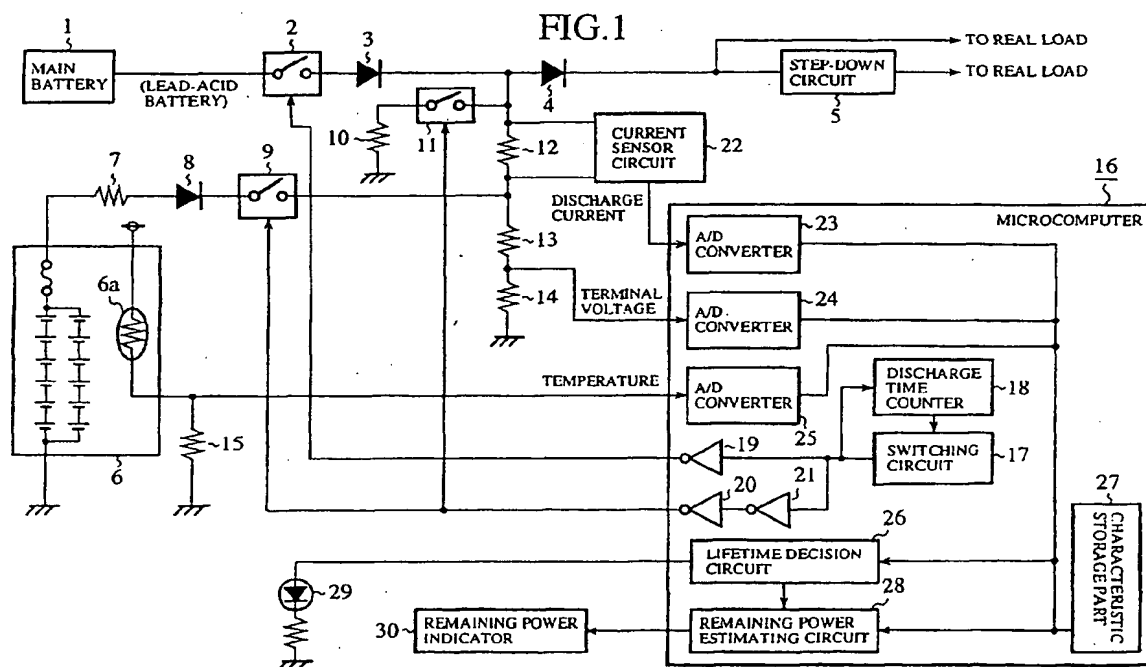 FIG.1
1
MAIN
BATTERY
(LEAD-ACID
BATTERY)
2
3
4
TO REAL LOAD
STEP-DOWN
CIRCUIT
TO REAL LOAD
5
10
11
12
CURRENT
SENSOR
CIRCUIT
22
7
8
9
DISCHARGE
CURRENT
16
MICROCOMPUTER
13
A/D
CONVERTER
23
6a
14
TERMINAL
VOLTAGE
A/D
CONVERTER
24
TEMPERATURE
A/D
CONVERTER
25
DISCHARGE
TIME
COUNTER
18
15
6
19
SWITCHING
CIRCUIT
17
20
21
27
CHARACTERISTIC
STORAGE
PART
26
LIFETIME DECISION
CIRCUIT
29
28
30
REMAINING POWER
INDICATOR
REMAINING POWER
ESTIMATING CIRCUIT